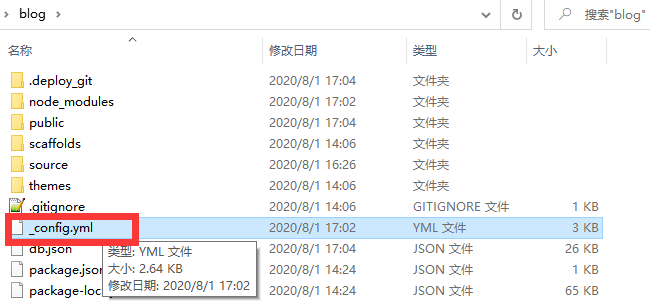 blog
搜索"blog"
名称 修改日期 类型 大小
.deploy_git 2020/8/1 17:04 文件夹
node_modules 2020/8/1 17:02 文件夹
public 2020/8/1 17:04 文件夹
scaffolds 2020/8/1 14:06 文件夹
source 2020/8/1 16:26 文件夹
themes 2020/8/1 14:06 文件夹
.gitignore 2020/8/1 14:06 GITIGNORE 文件 1 KB
_config.yml 2020/8/1 17:02 YML 文件 3 KB
db.json 2020/8/1 17:04 JSON 文件 26 KB
package.json 2020/8/1 14:24 JSON 文件 1 KB
package-loc 2020/8/1 14:24 JSON 文件 65 KB
类型: YML 文件
大小: 2.64 KB
修改日期: 2020/8/1 17:02